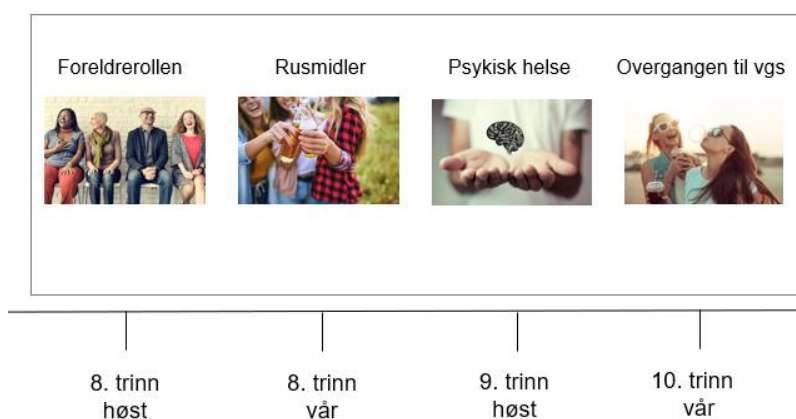 Foreldrerollen
Rusmidler
Psykisk helse
Overgangen til vgs
8. trinn
høst
8. trinn
vår
9. trinn
høst
10. trinn
vår